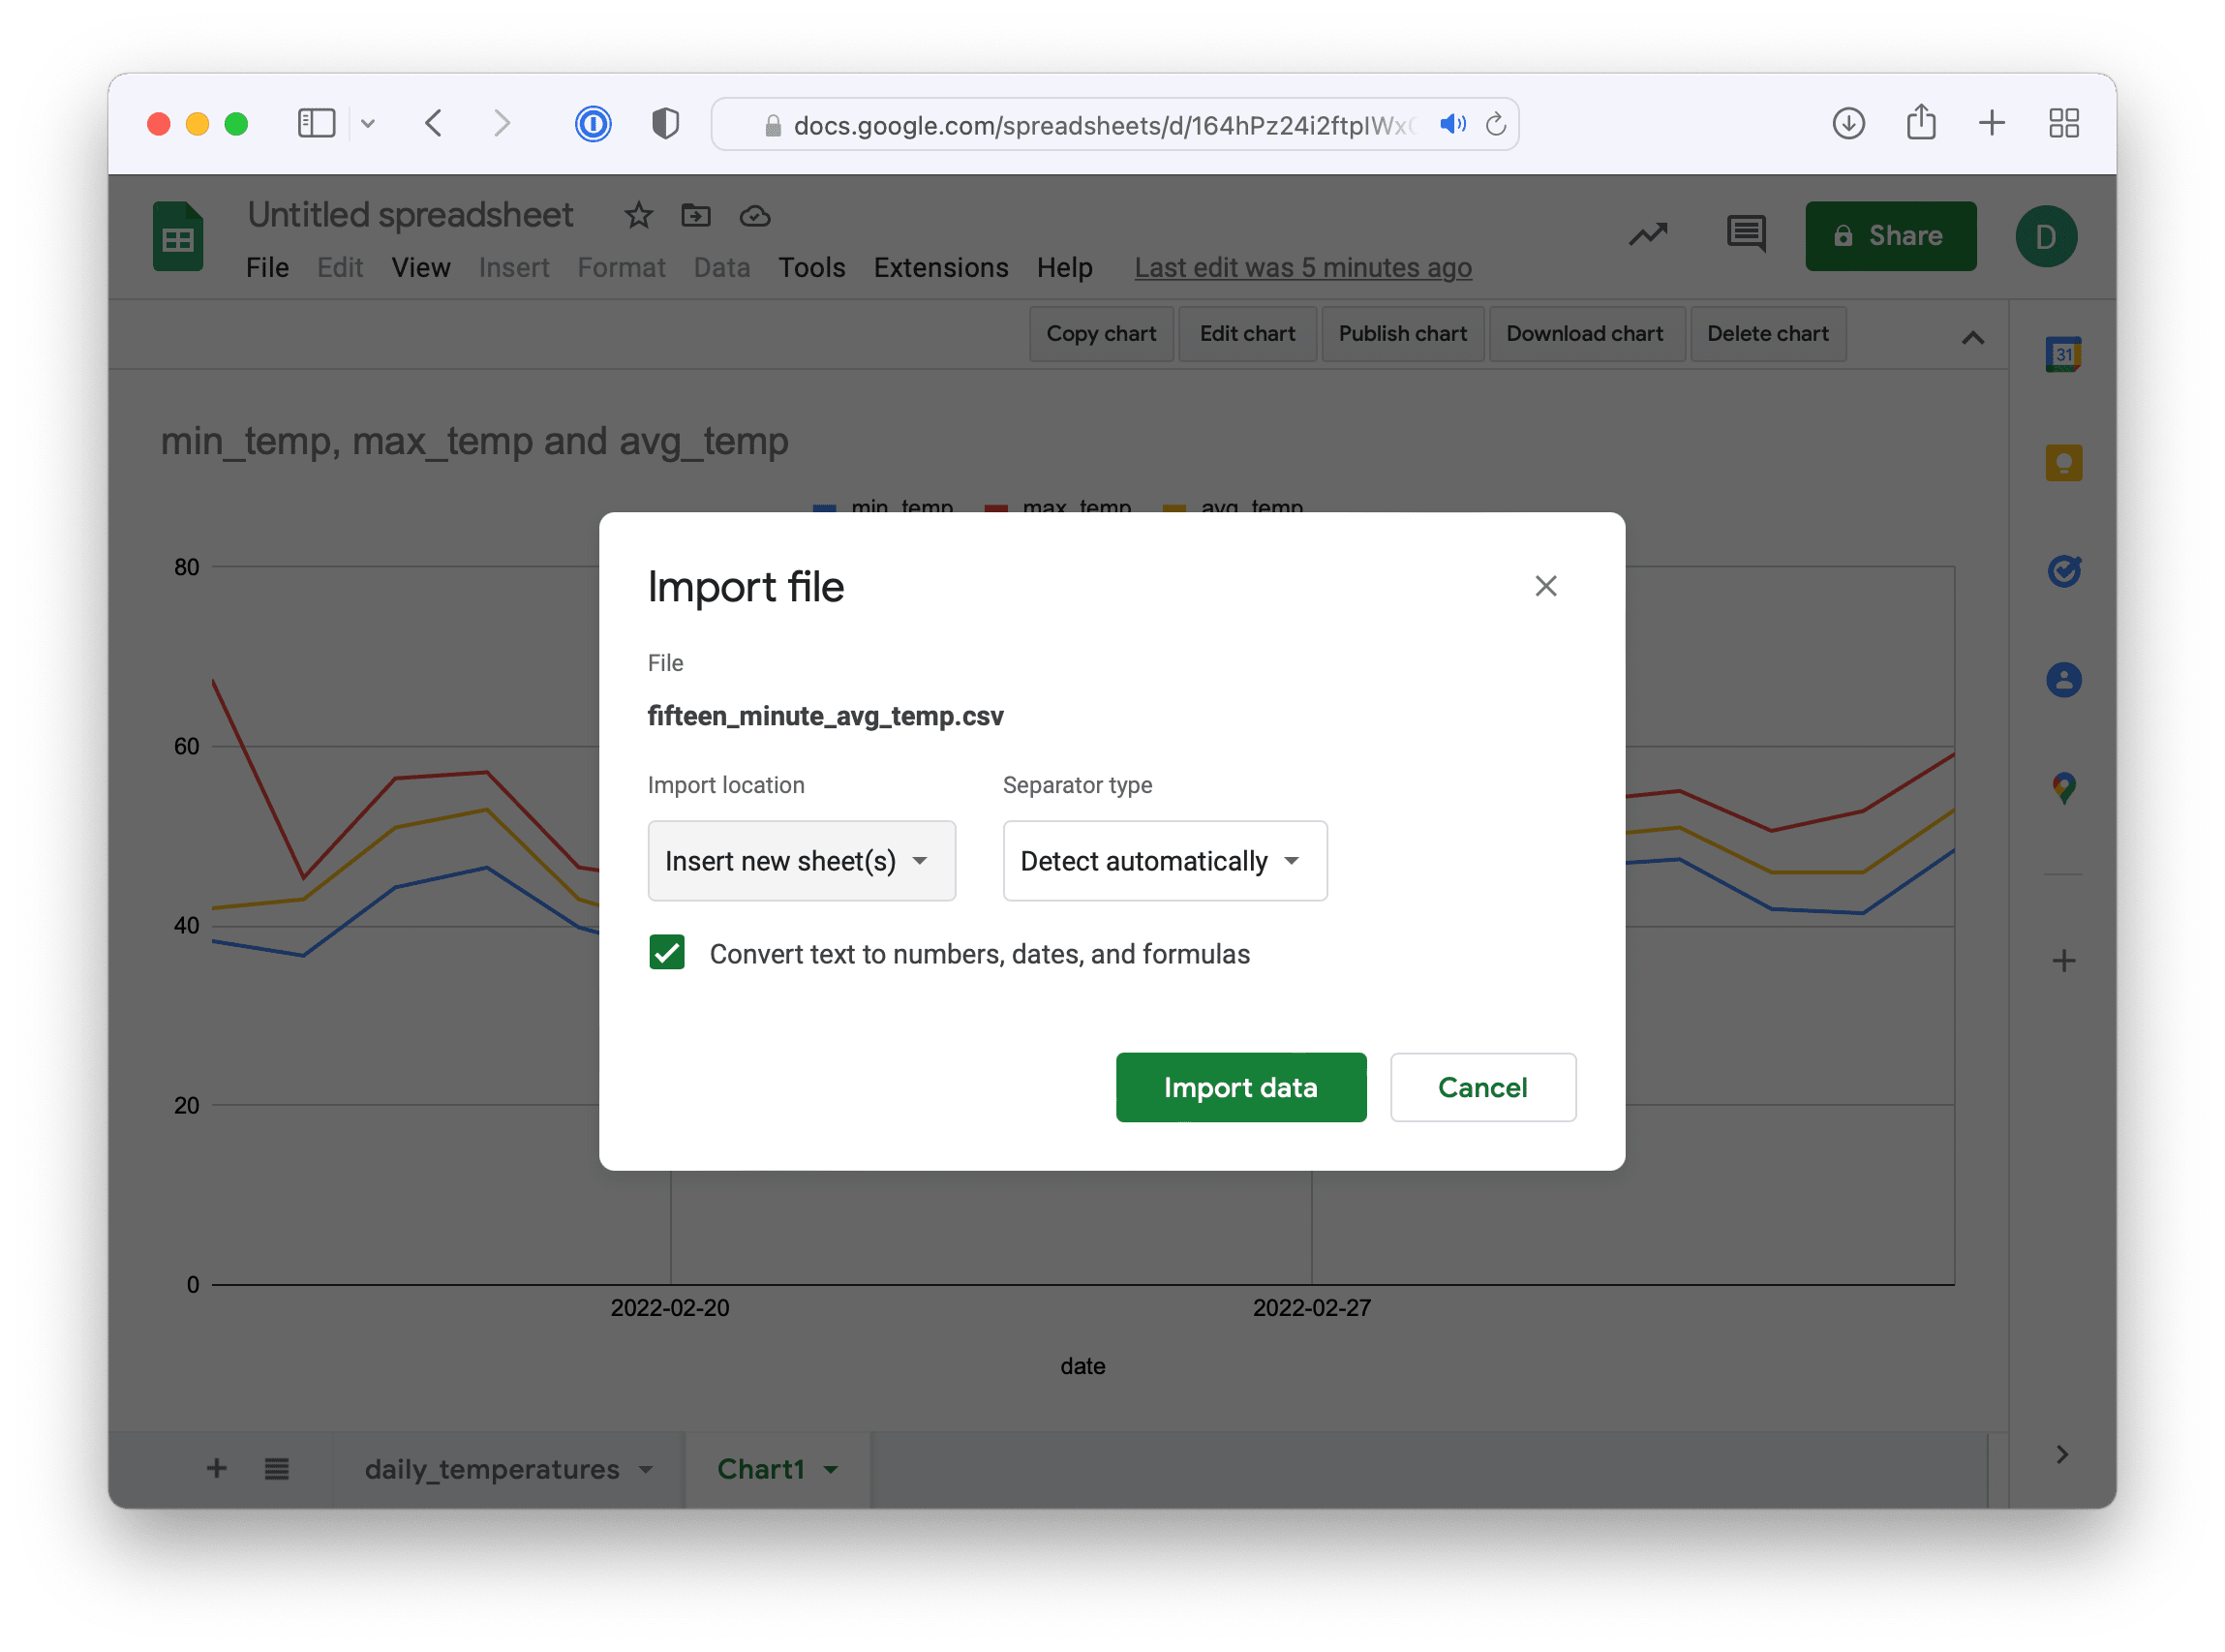 docs.google.com/spreadsheets/d/164hPz24i2ftpIWx
Untitled spreadsheet
File Edit View Insert Format Data Tools Extensions Help Last edit was 5 minutes ago
Share
D
Copy chart Edit chart Publish chart Download chart Delete chart
31
min_temp, max_temp and avg_temp
min_temp max_temp avg_temp
80
60
40
20
0
Import file
File
fifteen_minute_avg_temp.csv
Import location Separator type
Insert new sheet(s) Detect automatically
Convert text to numbers, dates, and formulas
Import data Cancel
2022-02-20 2022-02-27
date
daily_temperatures Chart1